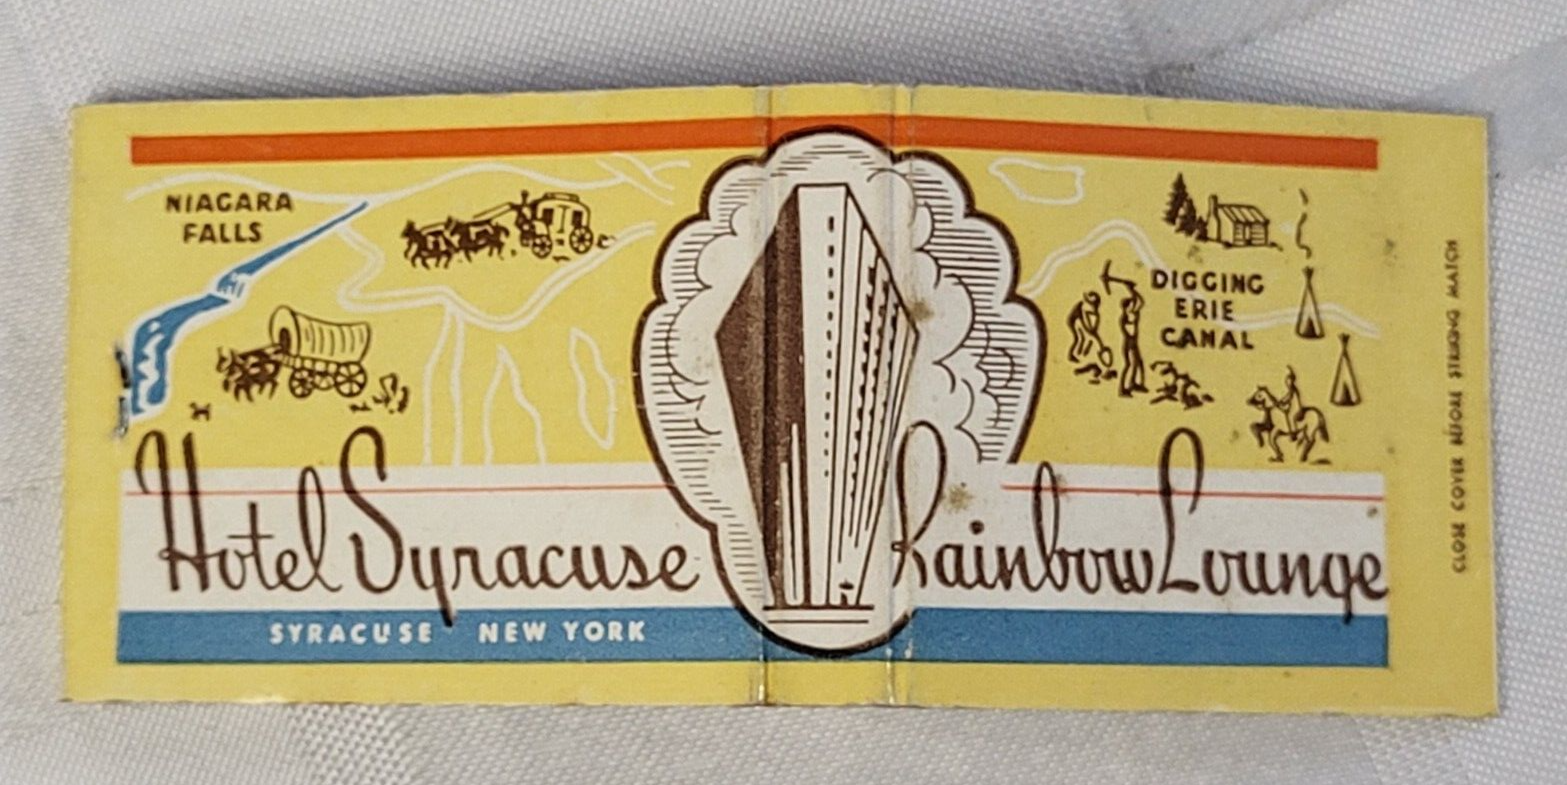 NIAGARA
FALLS
DIGGING
ERIE
CANAL
Hotel Syracuse Rainbow Lounge
SYRACUSE NEW YORK
CLOSE COVER BEFORE STRIKING MATCH